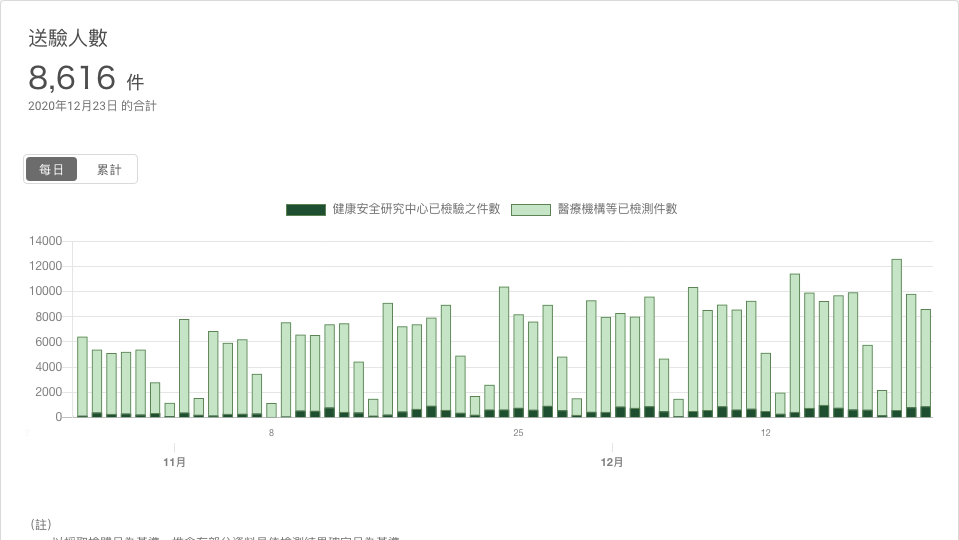 送驗人數
8,616 件
2020年12月23日 的合計
每日 累計
健康安全研究中心已檢驗之件數 醫療機構等已檢測件數
14000
12000
10000
8000
6000
4000
2000
0
8 25 12
11月 12月
(註)